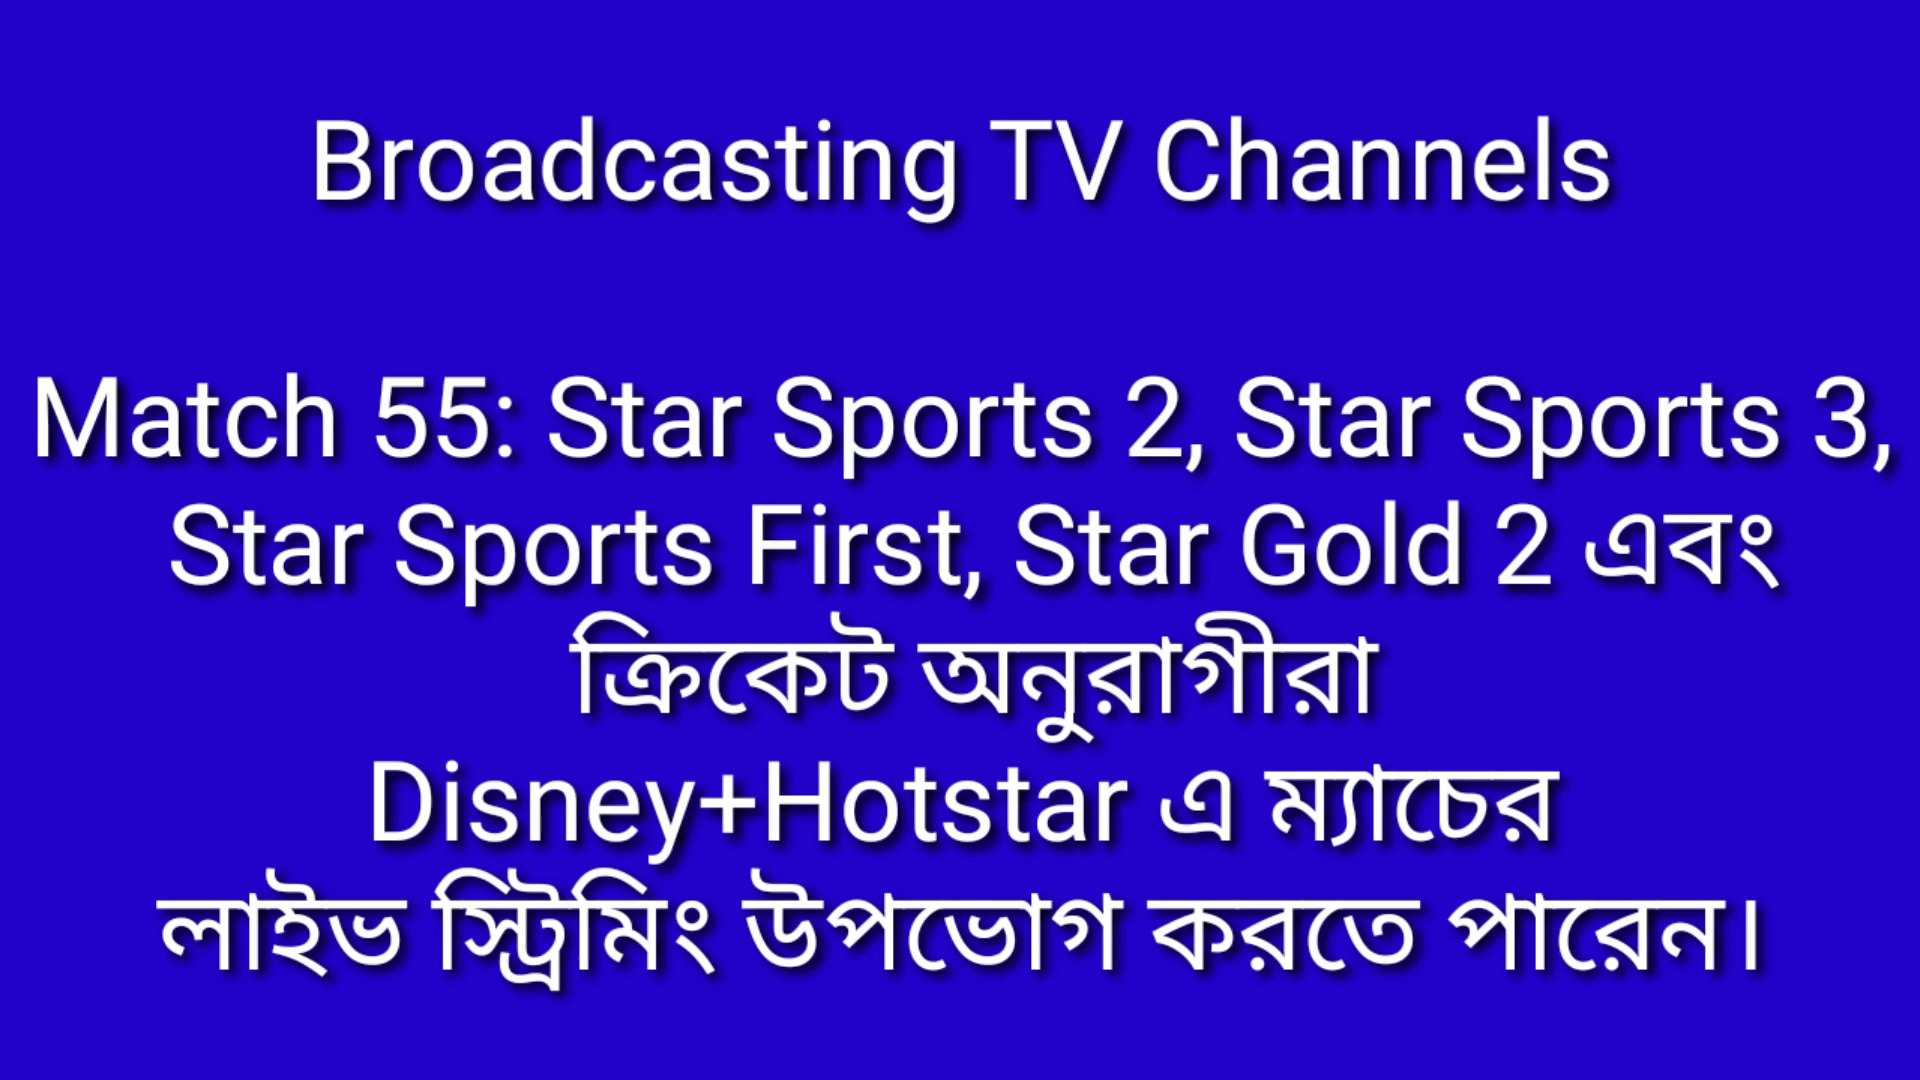 Broadcasting TV Channels
Match 55: Star Sports 2, Star Sports 3,
Star Sports First, Star Gold 2 এবং
ক্রিকেট অনুরাগীরা
Disney+Hotstar এ ম্যাচের
লাইভ স্ট্রিমিং উপভোগ করতে পারেন।